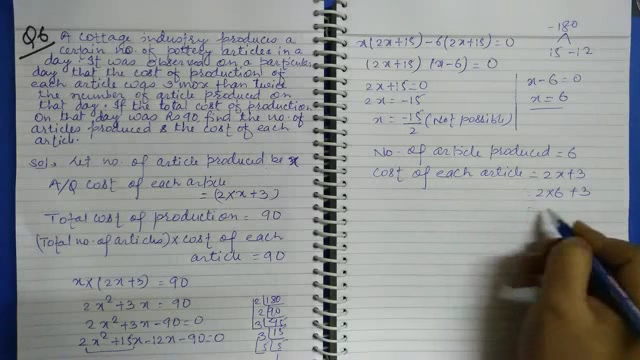 Q6 A cottage industry produces a
certain no. of pottery articles in a
day. It was observed on a particular
day that the cost of production of
each article was 3 more than twice
the number of article produced on
that day. If the total cost of production
on that day was Rs 90, find the no. of
articles produced & the cost of each
article.
Sol. Let no. of article produced be x
A/Q cost of each article
= (2×x+3)
Total cost of production = 90
(Total no. of articles) × cost of each
article = 90
x×(2x+3) = 90
2x²+3x = 90
2x²+3x-90=0
2x²+15x-12x-90=0
2|180
2|90
3|45
3|15
5|5
1
-180
15 -12
x(2x+15)-6(2x+15)=0
(2x+15) (x-6) = 0
2x+15=0
2x = -15
x = -15/2 (Not possible)
x-6=0
x = 6
No. of article produced = 6
Cost of each article = 2x+3
2×6+3
=